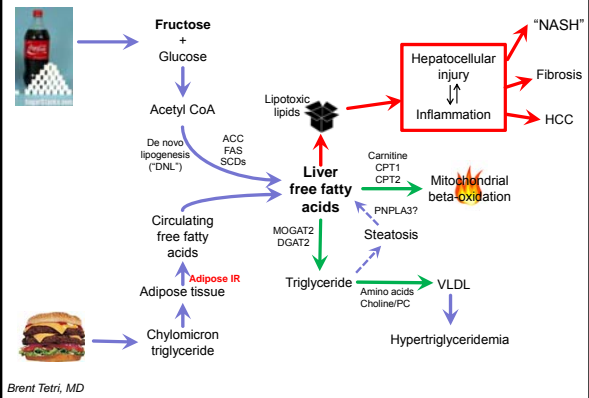 Fructose
+
Glucose
Acetyl CoA
De novo
lipogenesis
("DNL")
ACC
FAS
SCDs
Circulating
free fatty
acids
Adipose IR
Adipose tissue
Chylomicron
triglyceride
Lipotoxic
lipids
Liver
free fatty
acids
Hepatocellular
injury
Inflammation
“NASH”
Fibrosis
HCC
Carnitine
CPT1
CPT2
Mitochondrial
beta-oxidation
PNPLA3?
Steatosis
MOGAT2
DGAT2
Triglyceride
Amino acids
Choline/PC
VLDL
Hypertriglyceridemia
Brent Tetri, MD